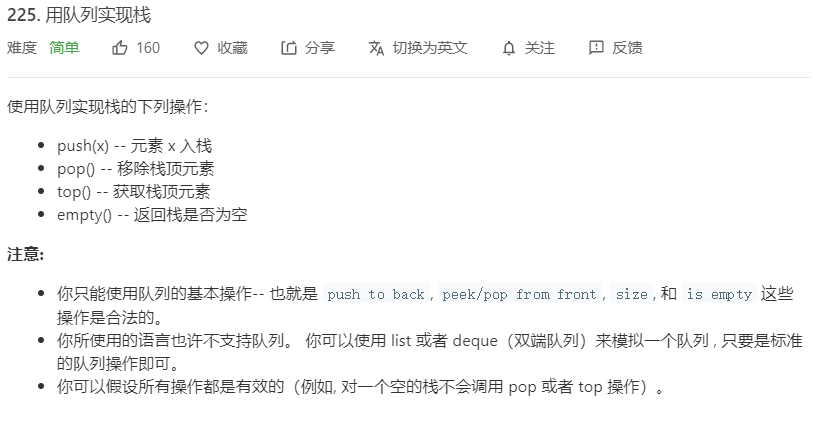 225. 用队列实现栈
难度 简单 160 收藏 分享 切换为英文 关注 反馈
使用队列实现栈的下列操作：
push(x) -- 元素 x 入栈
pop() -- 移除栈顶元素
top() -- 获取栈顶元素
empty() -- 返回栈是否为空
注意:
你只能使用队列的基本操作-- 也就是 push to back, peek/pop from front, size, 和 is empty 这些
操作是合法的。
你所使用的语言也许不支持队列。 你可以使用 list 或者 deque（双端队列）来模拟一个队列 , 只要是标准
的队列操作即可。
你可以假设所有操作都是有效的（例如, 对一个空的栈不会调用 pop 或者 top 操作）。